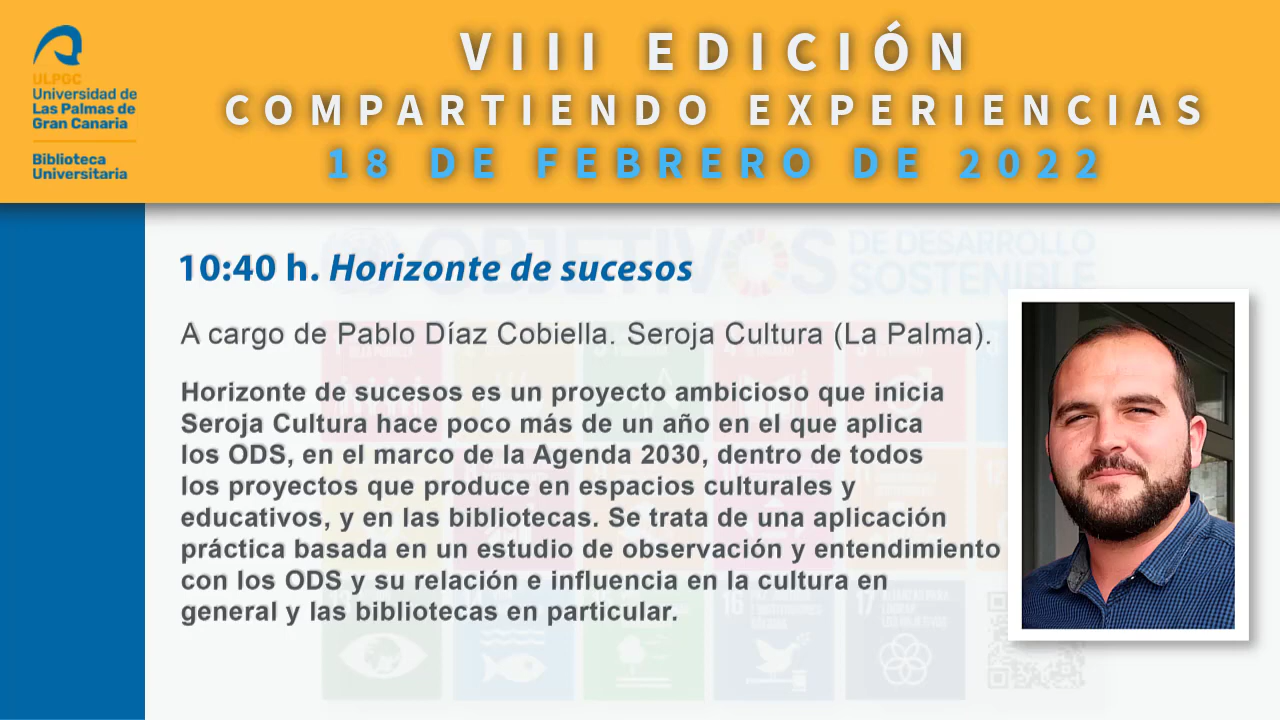 VIII EDICIÓN
COMPARTIENDO EXPERIENCIAS
18 DE FEBRERO DE 2022
ULPGC
Universidad de
Las Palmas de
Gran Canaria
Biblioteca
Universitaria
OBJETIVOS
DE DESARROLLO
SOSTENIBLE
10:40 h. Horizonte de sucesos
A cargo de Pablo Díaz Cobiella. Seroja Cultura (La Palma).
Horizonte de sucesos es un proyecto ambicioso que inicia
Seroja Cultura hace poco más de un año en el que aplica
los ODS, en el marco de la Agenda 2030, dentro de todos
los proyectos que produce en espacios culturales y
educativos, y en las bibliotecas. Se trata de una aplicación
práctica basada en un estudio de observación y entendimiento
con los ODS y su relación e influencia en la cultura en
general y las bibliotecas en particular.
16
17